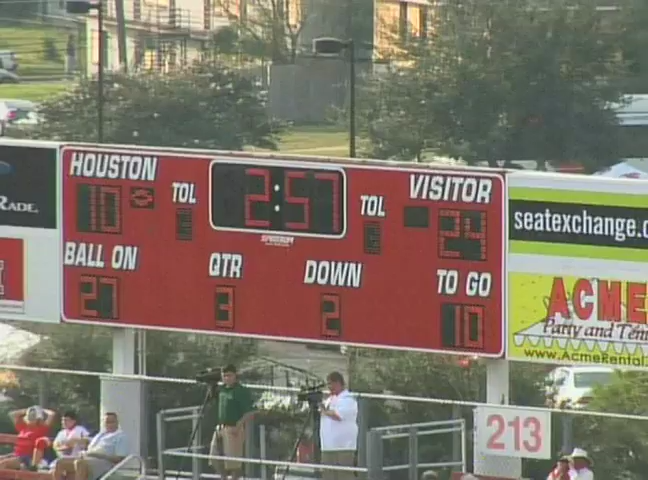 HOUSTON
10
TOL
2:57
TOL
VISITOR
BALL ON
27
QTR
3
DOWN
2
TO GO
10
SPECTRUM
RADE.
seatexchange.c
ACME
Party and Ten
www.AcmeRental
213